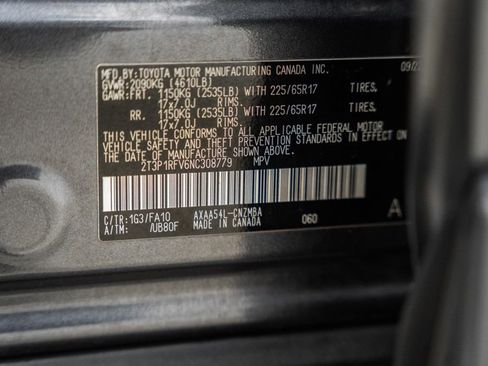 MFD. BY: TOYOTA MOTOR MANUFACTURING CANADA INC. 09/2
GVWR: 2090KG (4610LB)
GAWR: FRT. 1150KG (2535LB) WITH 225/65R17 TIRES.
17x7.0J RIMS.
RR. 1150KG (2535LB) WITH 225/65R17 TIRES.
17x7.0J RIMS.
THIS VEHICLE CONFORMS TO ALL APPLICABLE FEDERAL MOTOR
VEHICLE SAFETY AND THEFT PREVENTION STANDARDS IN EFFECT
ON THE DATE OF MANUFACTURE SHOWN ABOVE.
2T3P1RFV6NC308779 MPV
C/TR: 1G3/FA10 AXAA54L-CNZMBA 060 A
A/TM: /UB80F MADE IN CANADA